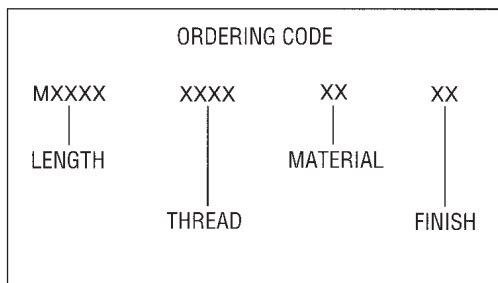 ORDERING CODE
MXXXX XXXX XX XX
LENGTH MATERIAL
THREAD FINISH